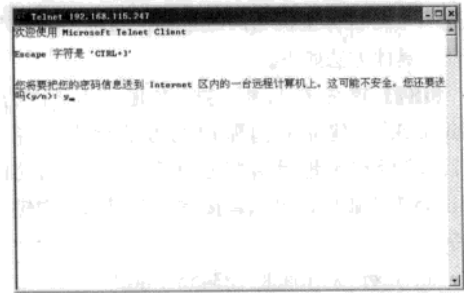 Telnet 192.168.115.247
欢迎使用 Microsoft Telnet Client
Escape 字符是 'CTRL+]'
您将要把您的密码信息送到 Internet 区内的一台远程计算机上。这可能不安全。您还要送
吗(y/n): y_